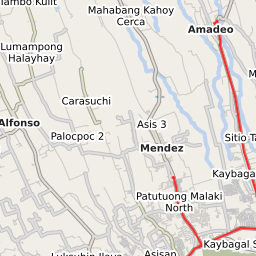 Mahabang Kahoy
Cerca
Amadeo
Lumampong
Halayhay
Carasuchi
Alfonso
Asis 3
Palocpoc 2
Mendez
Sitio Ta
Kaybaga
Patutuong Malaki
North
Kaybagal S
Asisan